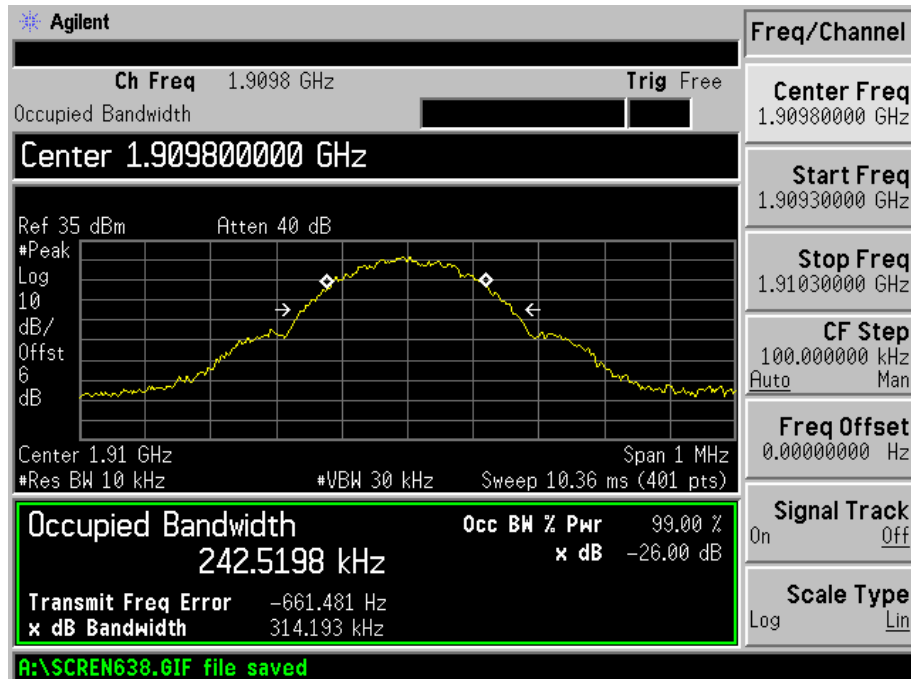 Agilent
Freq/Channel
Ch Freq 1.9098 GHz Trig Free
Occupied Bandwidth
Center 1.909800000 GHz
Ref 35 dBm Atten 40 dB
#Peak
Log
10
dB/
Offst
6
dB
Center 1.91 GHz Span 1 MHz
#Res BW 10 kHz #VBW 30 kHz Sweep 10.36 ms (401 pts)
Occupied Bandwidth
242.5198 kHz
Occ BW % Pwr 99.00 %
x dB -26.00 dB
Transmit Freq Error -661.481 Hz
x dB Bandwidth 314.193 kHz
A:\SCREN638.GIF file saved
Center Freq
1.90980000 GHz
Start Freq
1.90930000 GHz
Stop Freq
1.91030000 GHz
CF Step
100.000000 kHz
Auto Man
Freq Offset
0.00000000 Hz
Signal Track
On Off
Scale Type
Log Lin